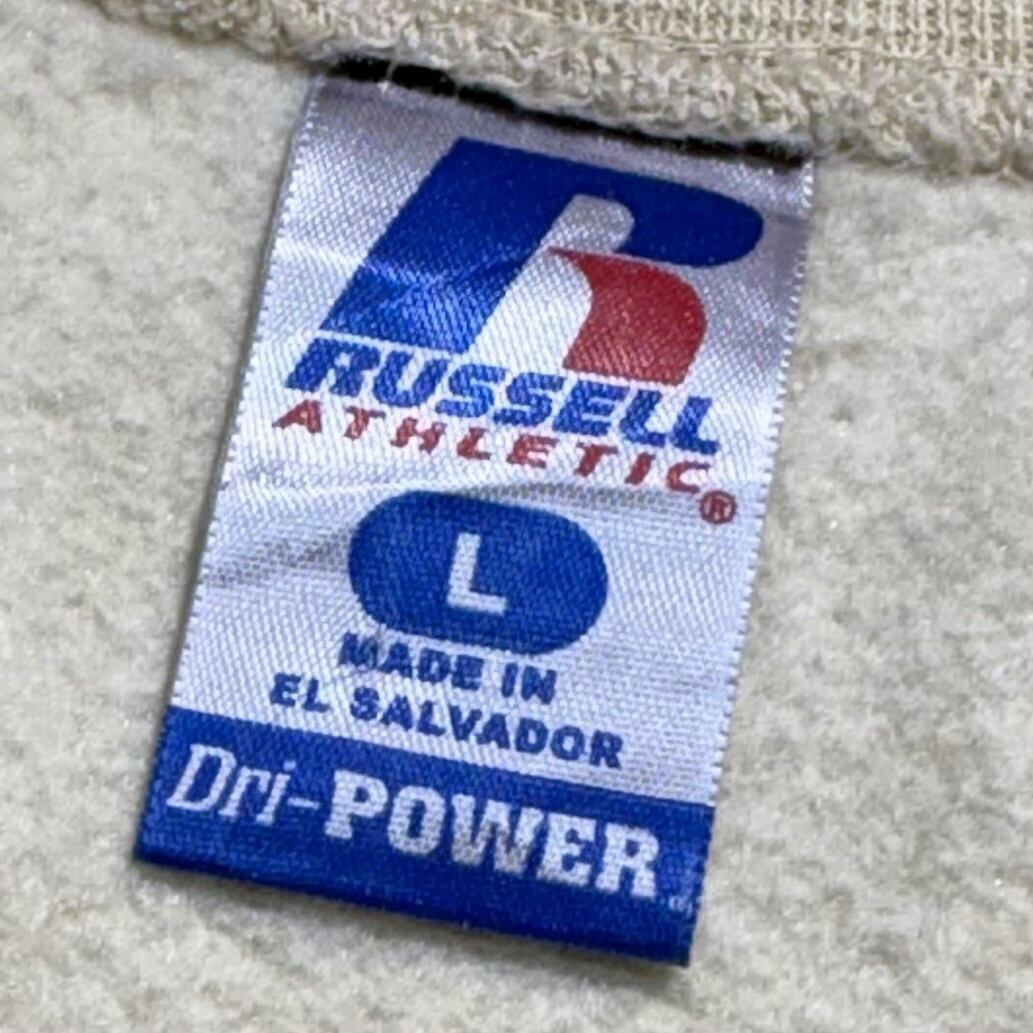 RUSSELL
ATHLETIC®
L
MADE IN
EL SALVADOR
Dri-POWER